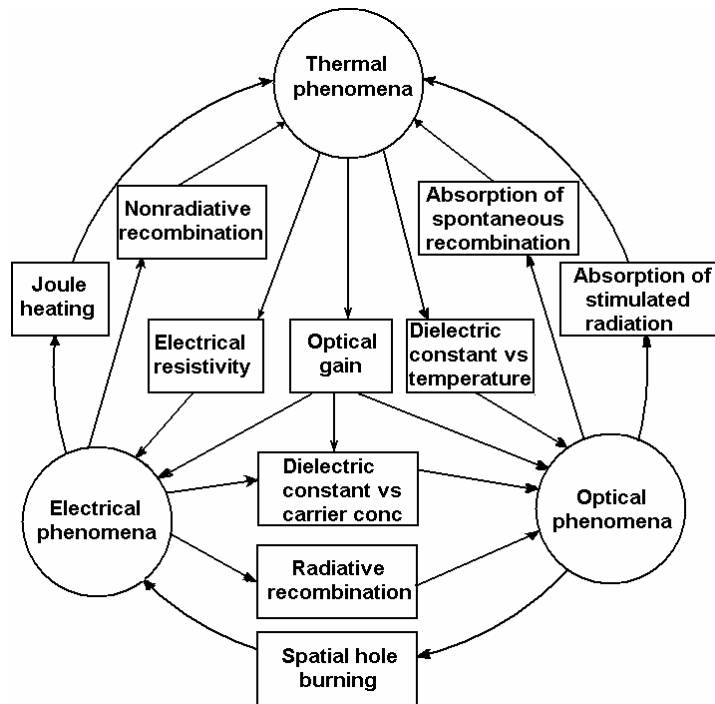 Thermal
phenomena
Nonradiative
recombination
Absorption of
spontaneous
recombination
Joule
heating
Absorption of
stimulated
radiation
Electrical
resistivity
Optical
gain
Dielectric
constant vs
temperature
Electrical
phenomena
Dielectric
constant vs
carrier conc
Optical
phenomena
Radiative
recombination
Spatial hole
burning